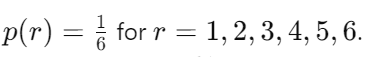 p(r) = 1/6 for r = 1, 2, 3, 4, 5, 6.